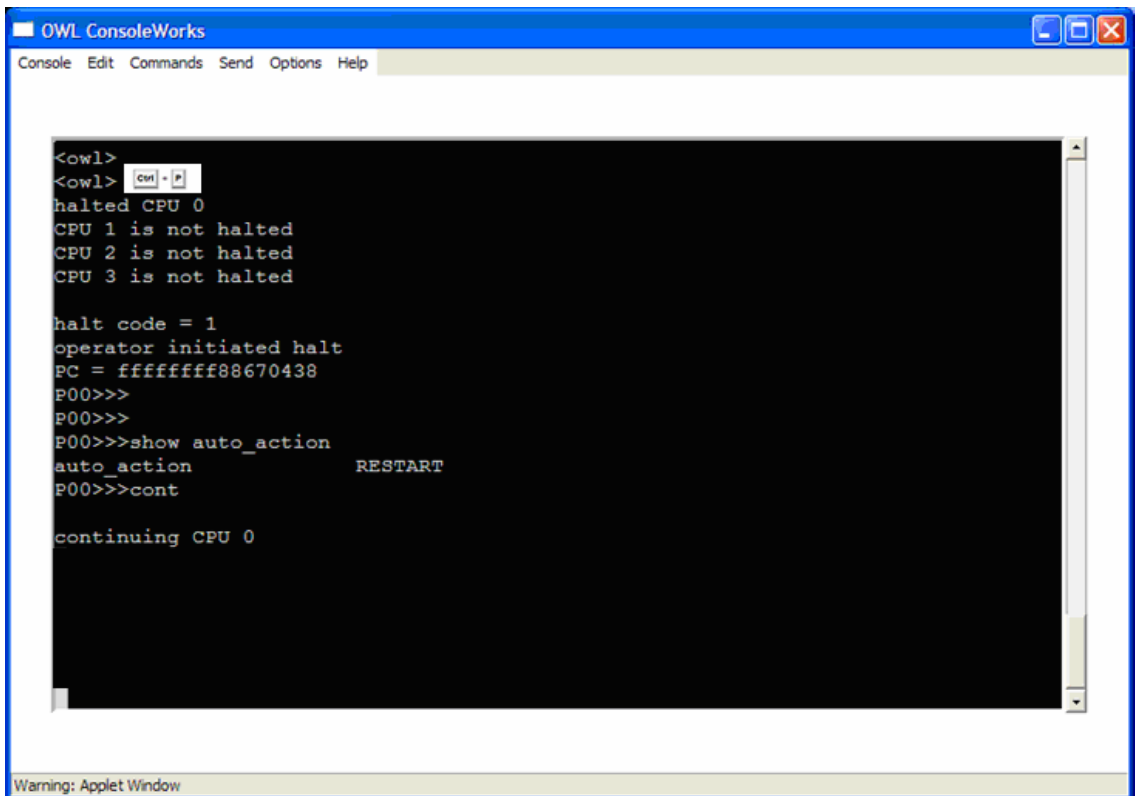 OWL ConsoleWorks
Console Edit Commands Send Options Help
<owl>
<owl> Ctrl + P
halted CPU 0
CPU 1 is not halted
CPU 2 is not halted
CPU 3 is not halted
halt code = 1
operator initiated halt
PC = ffffffff88670438
P00>>>
P00>>>
P00>>>show auto_action
auto_action RESTART
P00>>>cont
continuing CPU 0
Warning: Applet Window